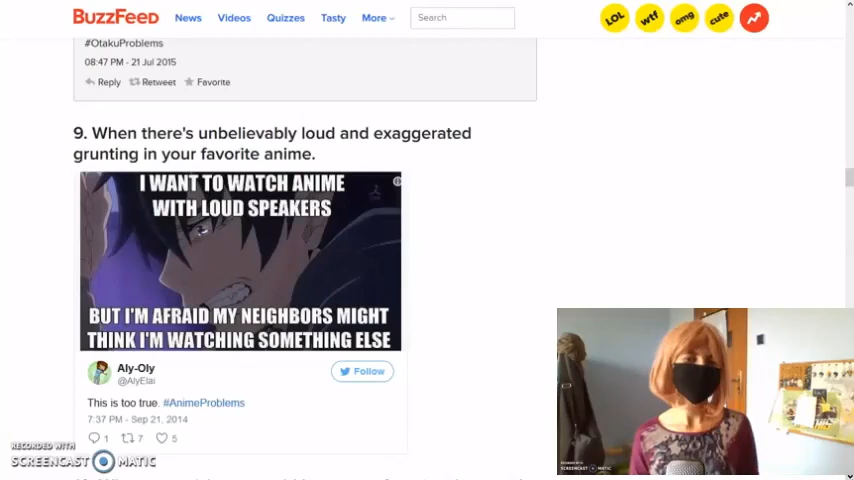 BuzzFeed News Videos Quizzes Tasty More Search LOL wtf omg cute
#OtakuProblems
08:47 PM - 21 Jul 2015
Reply Retweet Favorite
9. When there's unbelievably loud and exaggerated
grunting in your favorite anime.
I WANT TO WATCH ANIME
WITH LOUD SPEAKERS
BUT I'M AFRAID MY NEIGHBORS MIGHT
THINK I'M WATCHING SOMETHING ELSE
Aly-Oly
@AlyElai
Follow
This is too true. #AnimeProblems
7:37 PM - Sep 21, 2014
1 7 5
RECORDED WITH
SCREENCAST MATIC